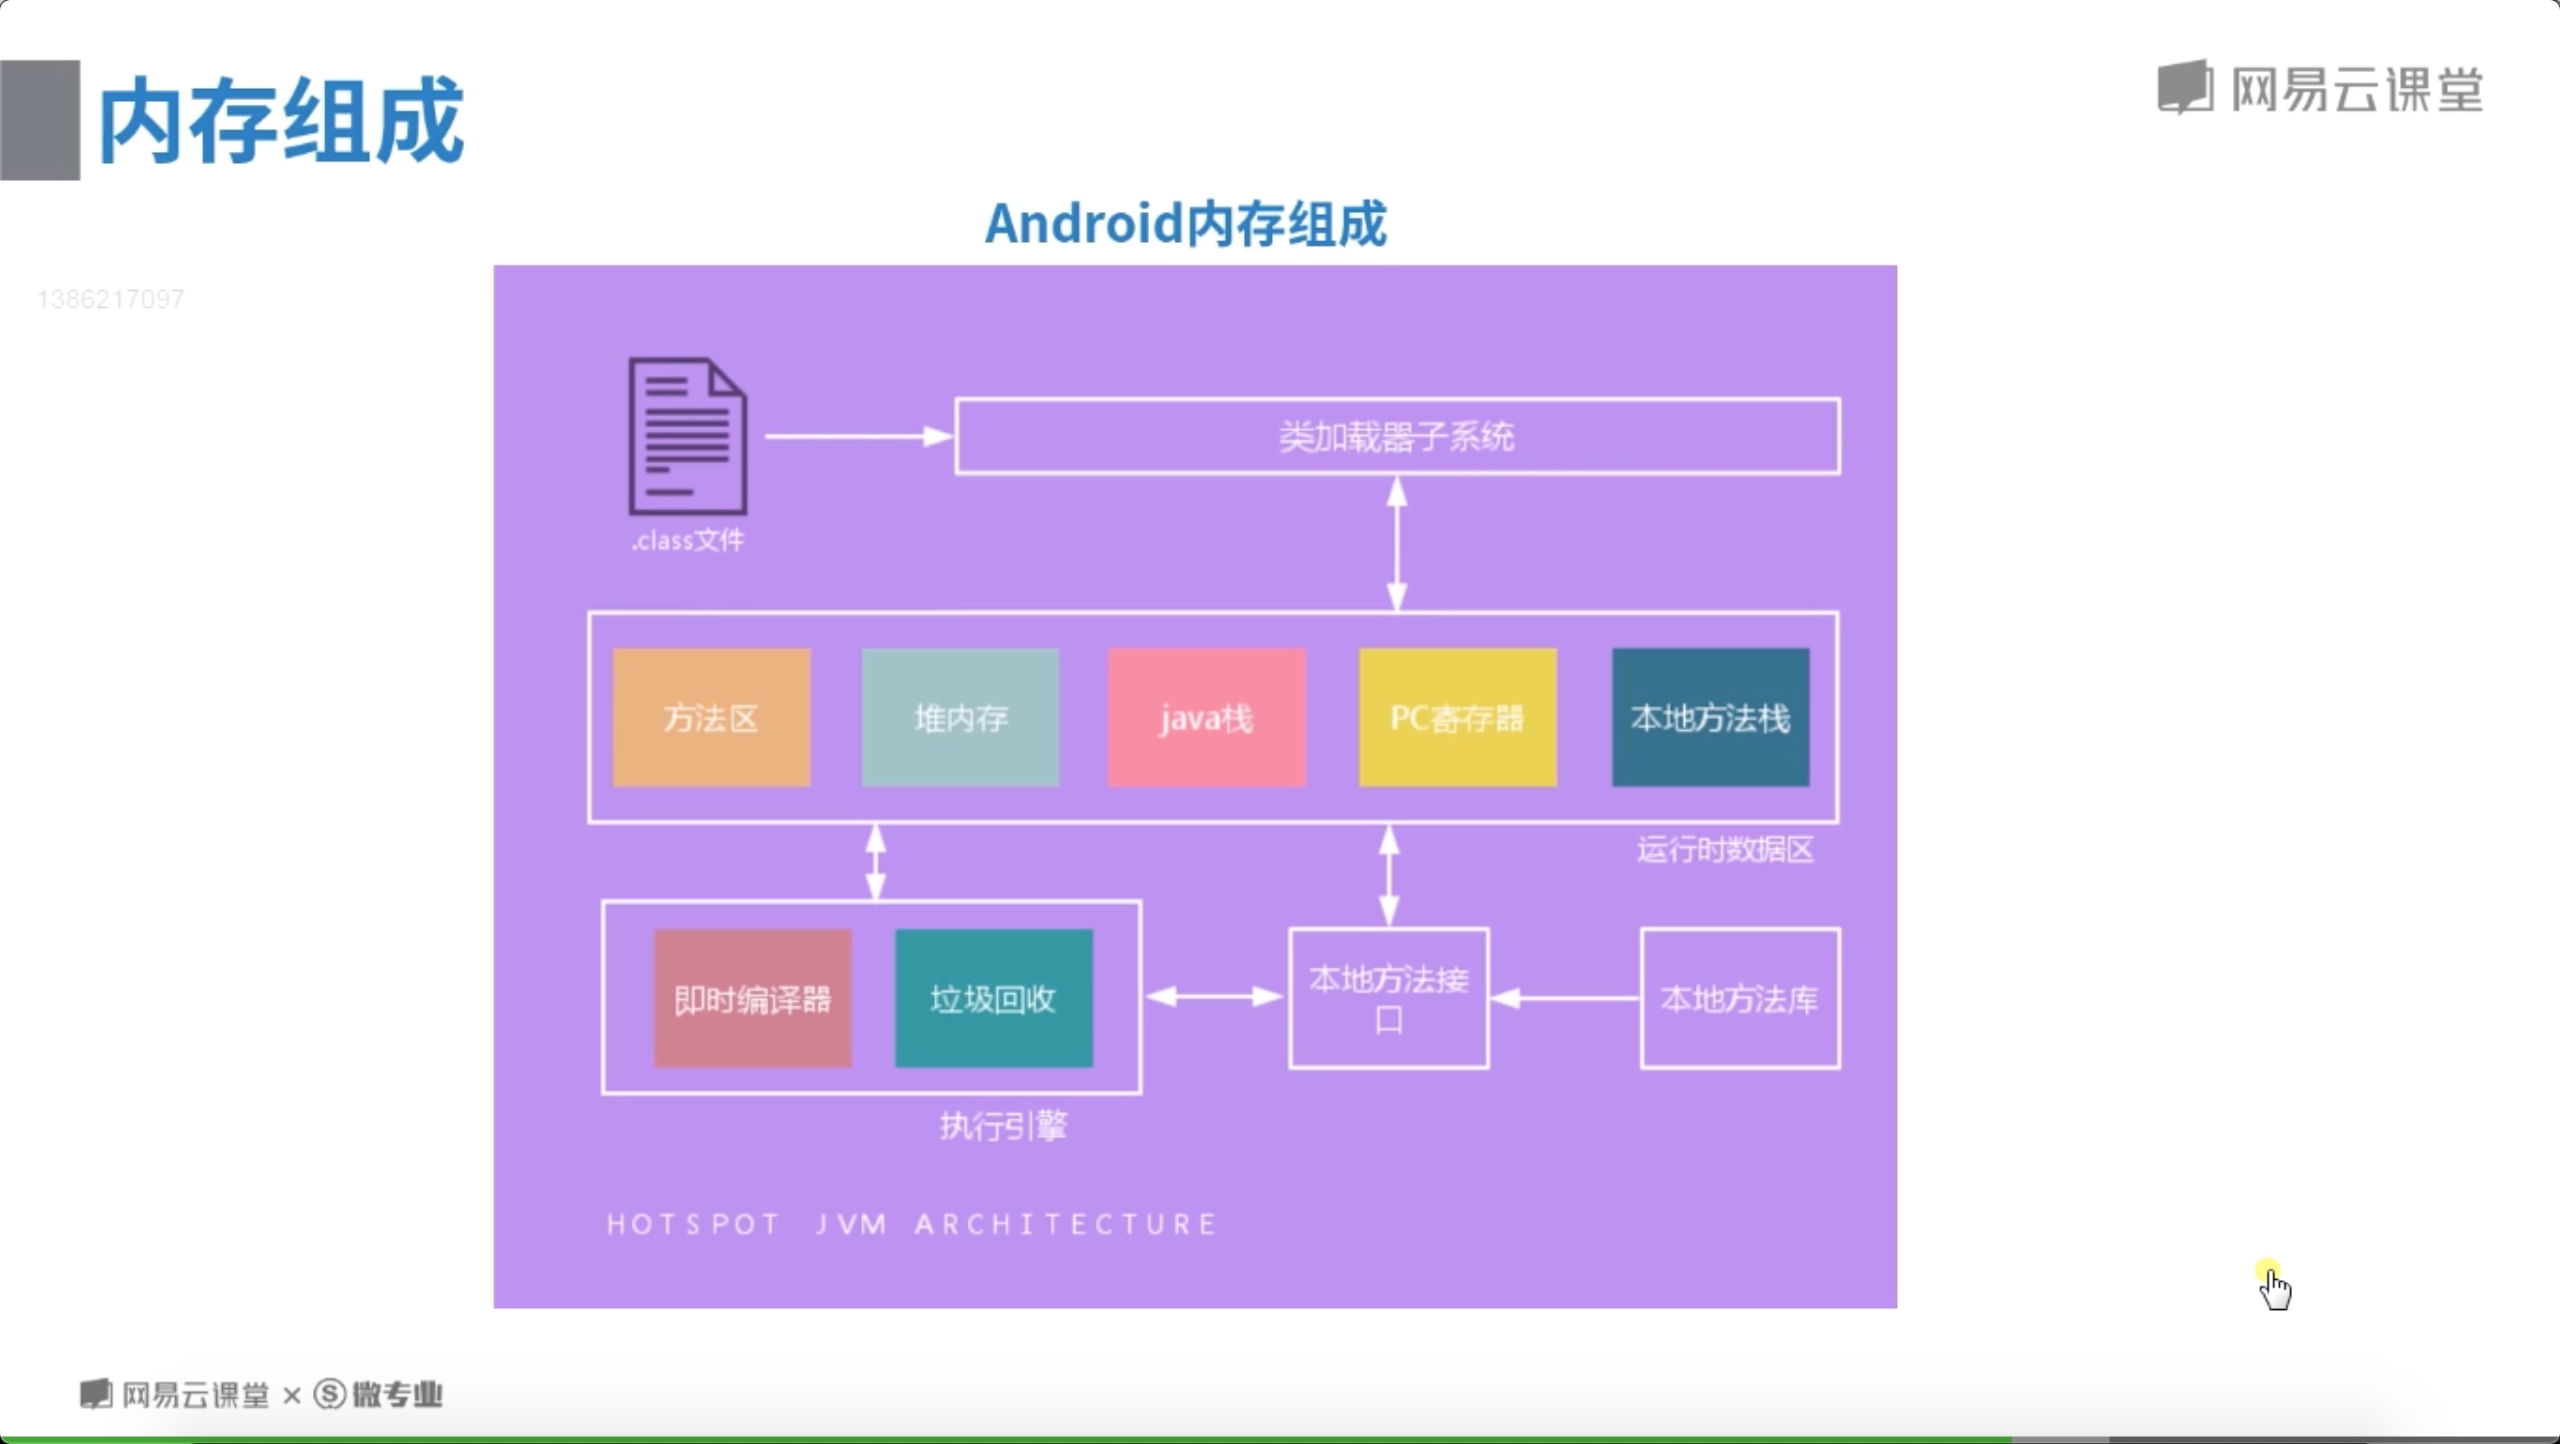 内存组成
网易云课堂
Android内存组成
1386217097
类加载器子系统
.class文件
方法区
堆内存
java栈
PC寄存器
本地方法栈
运行时数据区
即时编译器
垃圾回收
本地方法接
口
本地方法库
执行引擎
HOTSPOT JVM ARCHITECTURE
网易云课堂 × Ⓢ 微专业